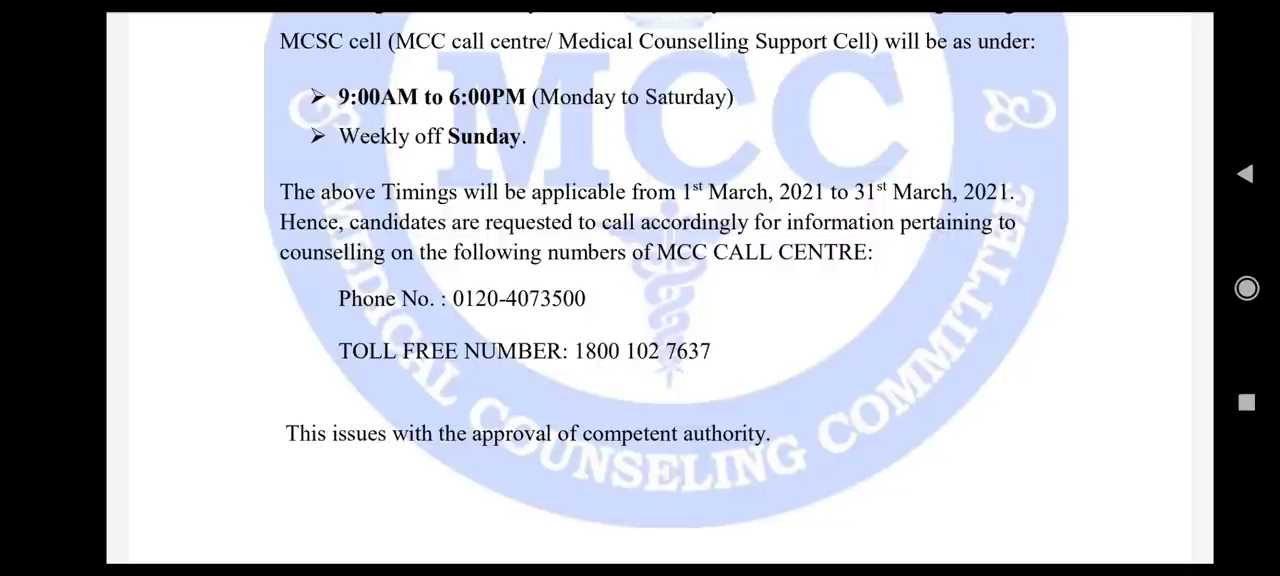 MCSC cell (MCC call centre/ Medical Counselling Support Cell) will be as under:
➢ 9:00AM to 6:00PM (Monday to Saturday)
➢ Weekly off Sunday.
The above Timings will be applicable from 1st March, 2021 to 31st March, 2021.
Hence, candidates are requested to call accordingly for information pertaining to
counselling on the following numbers of MCC CALL CENTRE:
Phone No. : 0120-4073500
TOLL FREE NUMBER: 1800 102 7637
This issues with the approval of competent authority.
MCC
MEDICAL COUNSELING COMMITTEE